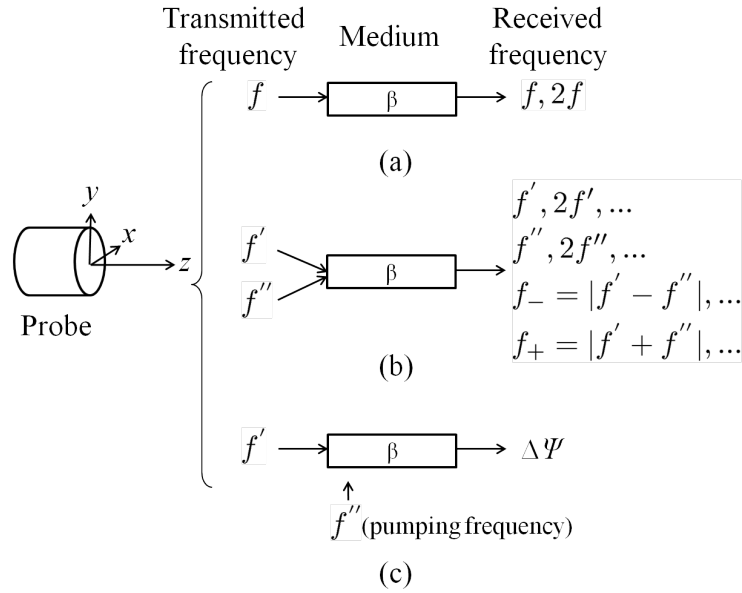 Transmitted frequency
Medium
Received frequency
f
β
f, 2f
(a)
y
x
z
Probe
f′
f″
β
f′, 2f′, ...
f″, 2f″, ...
f₋ = |f′ − f″|, ...
f₊ = |f′ + f″|, ...
(b)
f′
β
ΔΨ
f″ (pumping frequency)
(c)